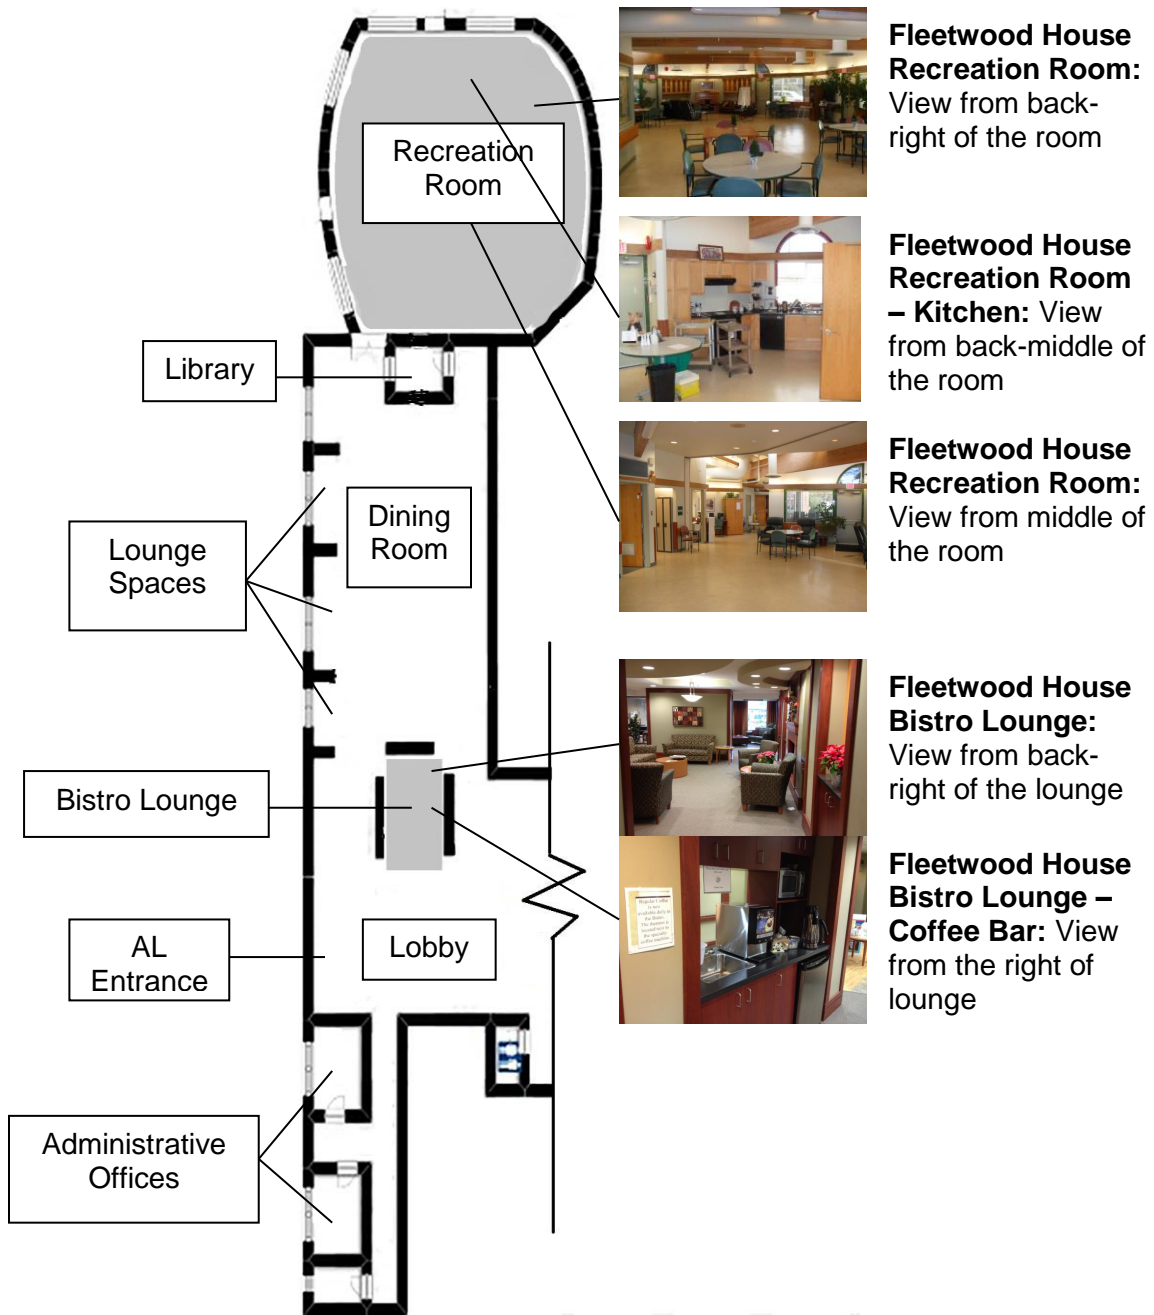 Fleetwood House
Recreation Room:
View from back-
right of the room
Recreation
Room
Fleetwood House
Recreation Room
– Kitchen: View
from back-middle of
the room
Library
Fleetwood House
Recreation Room:
View from middle of
the room
Dining
Room
Lounge
Spaces
Fleetwood House
Bistro Lounge:
View from back-
right of the lounge
Bistro Lounge
Fleetwood House
Bistro Lounge –
Coffee Bar: View
from the right of
lounge
AL
Entrance
Lobby
Administrative
Offices